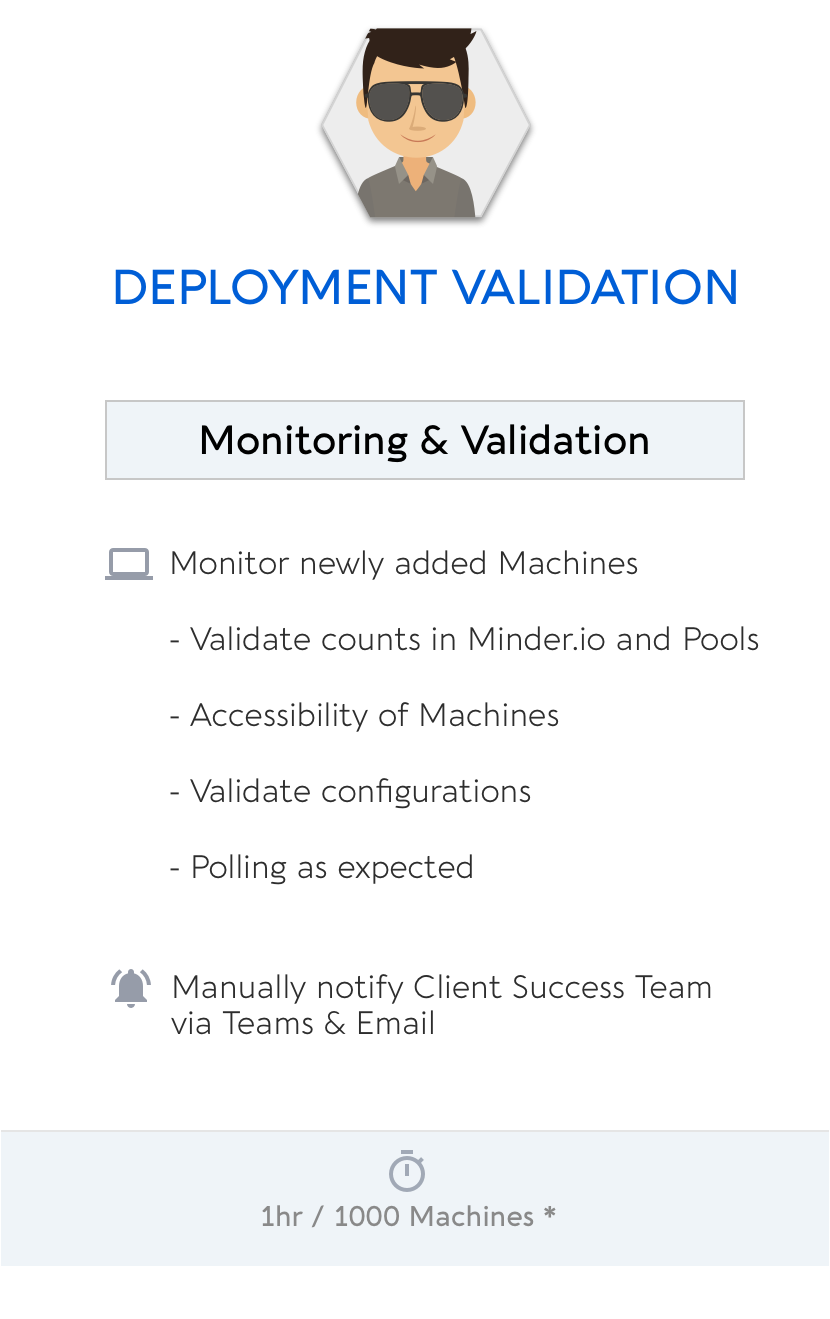 DEPLOYMENT VALIDATION
Monitoring & Validation
Monitor newly added Machines
- Validate counts in Minder.io and Pools
- Accessibility of Machines
- Validate configurations
- Polling as expected
Manually notify Client Success Team
via Teams & Email
1hr / 1000 Machines *